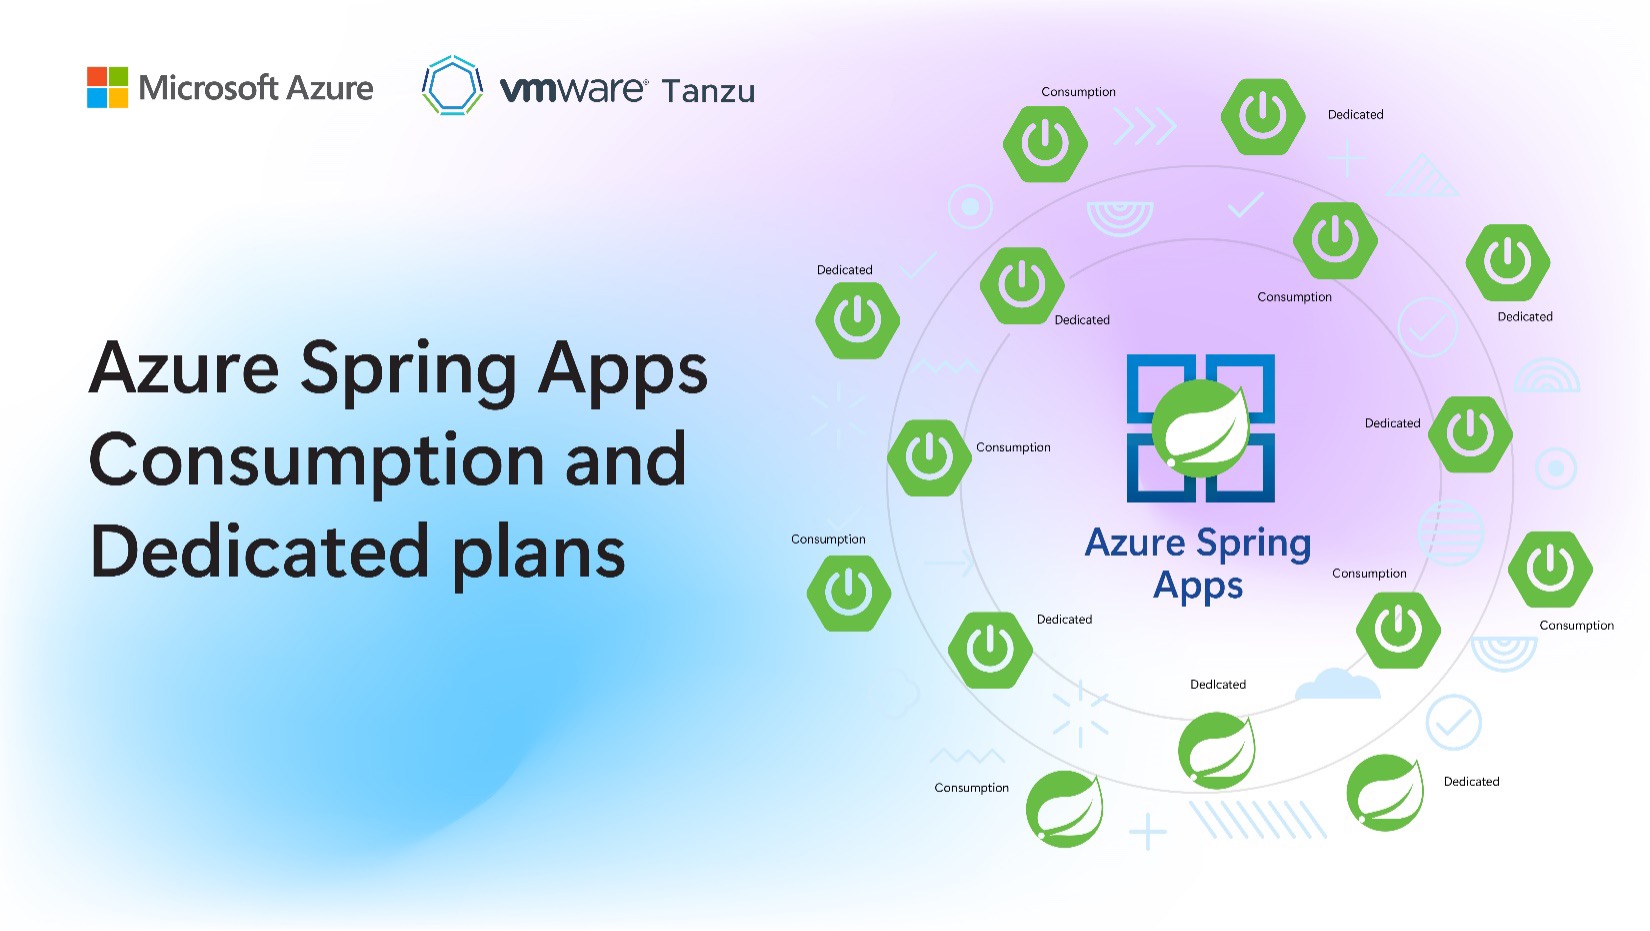 Microsoft Azure
vmware® Tanzu
Azure Spring Apps
Consumption and
Dedicated plans
Consumption
Dedicated
Dedicated
Consumption
Dedicated
Dedicated
Dedicated
Consumption
Consumption
Azure Spring
Apps
Dedicated
Consumption
Consumption
Dedicated
DedIcated
Consumption
Dedicated